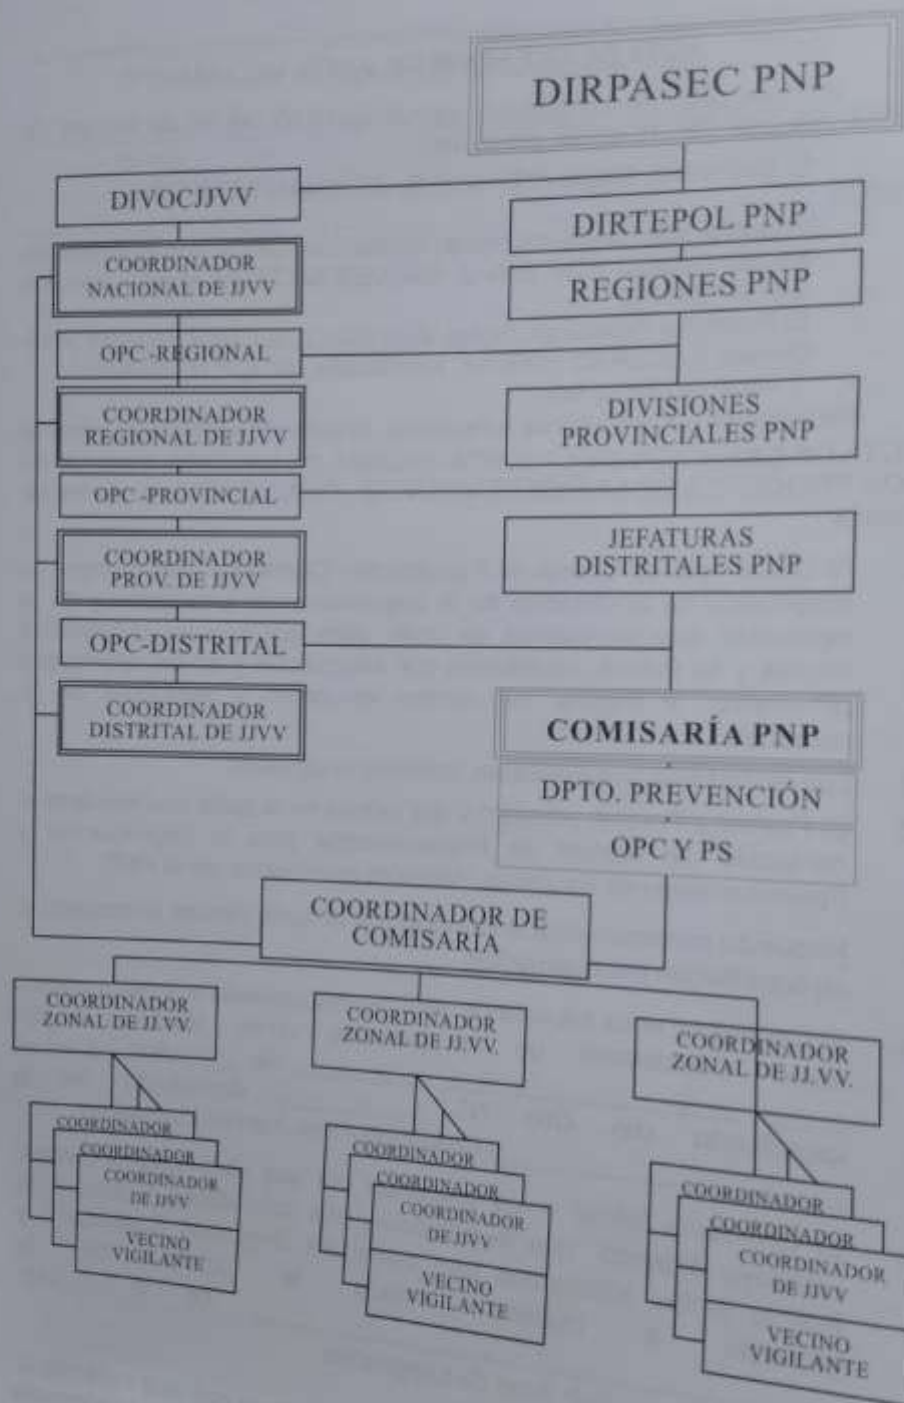 DIRPASEC PNP
DIVOCJJVV
DIRTEPOL PNP
COORDINADOR
NACIONAL DE JJVV
REGIONES PNP
OPC -REGIONAL
COORDINADOR
REGIONAL DE JJVV
DIVISIONES
PROVINCIALES PNP
OPC -PROVINCIAL
COORDINADOR
PROV. DE JJVV
JEFATURAS
DISTRITALES PNP
OPC-DISTRITAL
COORDINADOR
DISTRITAL DE JJVV
COMISARÍA PNP
DPTO. PREVENCIÓN
OPC Y PS
COORDINADOR DE
COMISARÍA
COORDINADOR
ZONAL DE JJ.VV.
COORDINADOR
ZONAL DE JJ.VV.
COORDINADOR
ZONAL DE JJ.VV.
COORDINADOR
COORDINADOR
COORDINADOR
DE JJVV
VECINO
VIGILANTE
COORDINADOR
COORDINADOR
COORDINADOR
DE JJVV
VECINO
VIGILANTE
COORDINADOR
COORDINADOR
COORDINADOR
DE JJVV
VECINO
VIGILANTE